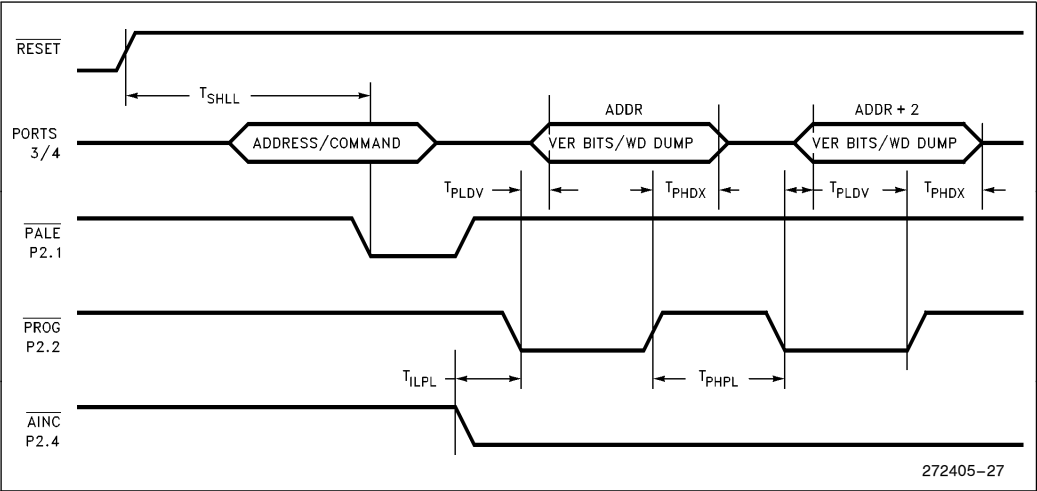 RESET
T_SHLL
PORTS 3/4
ADDRESS/COMMAND
ADDR
VER BITS/WD DUMP
ADDR + 2
VER BITS/WD DUMP
T_PLDV
T_PHDX
T_PLDV
T_PHDX
PALE
P2.1
PROG
P2.2
T_ILPL
T_PHPL
AINC
P2.4
272405-27